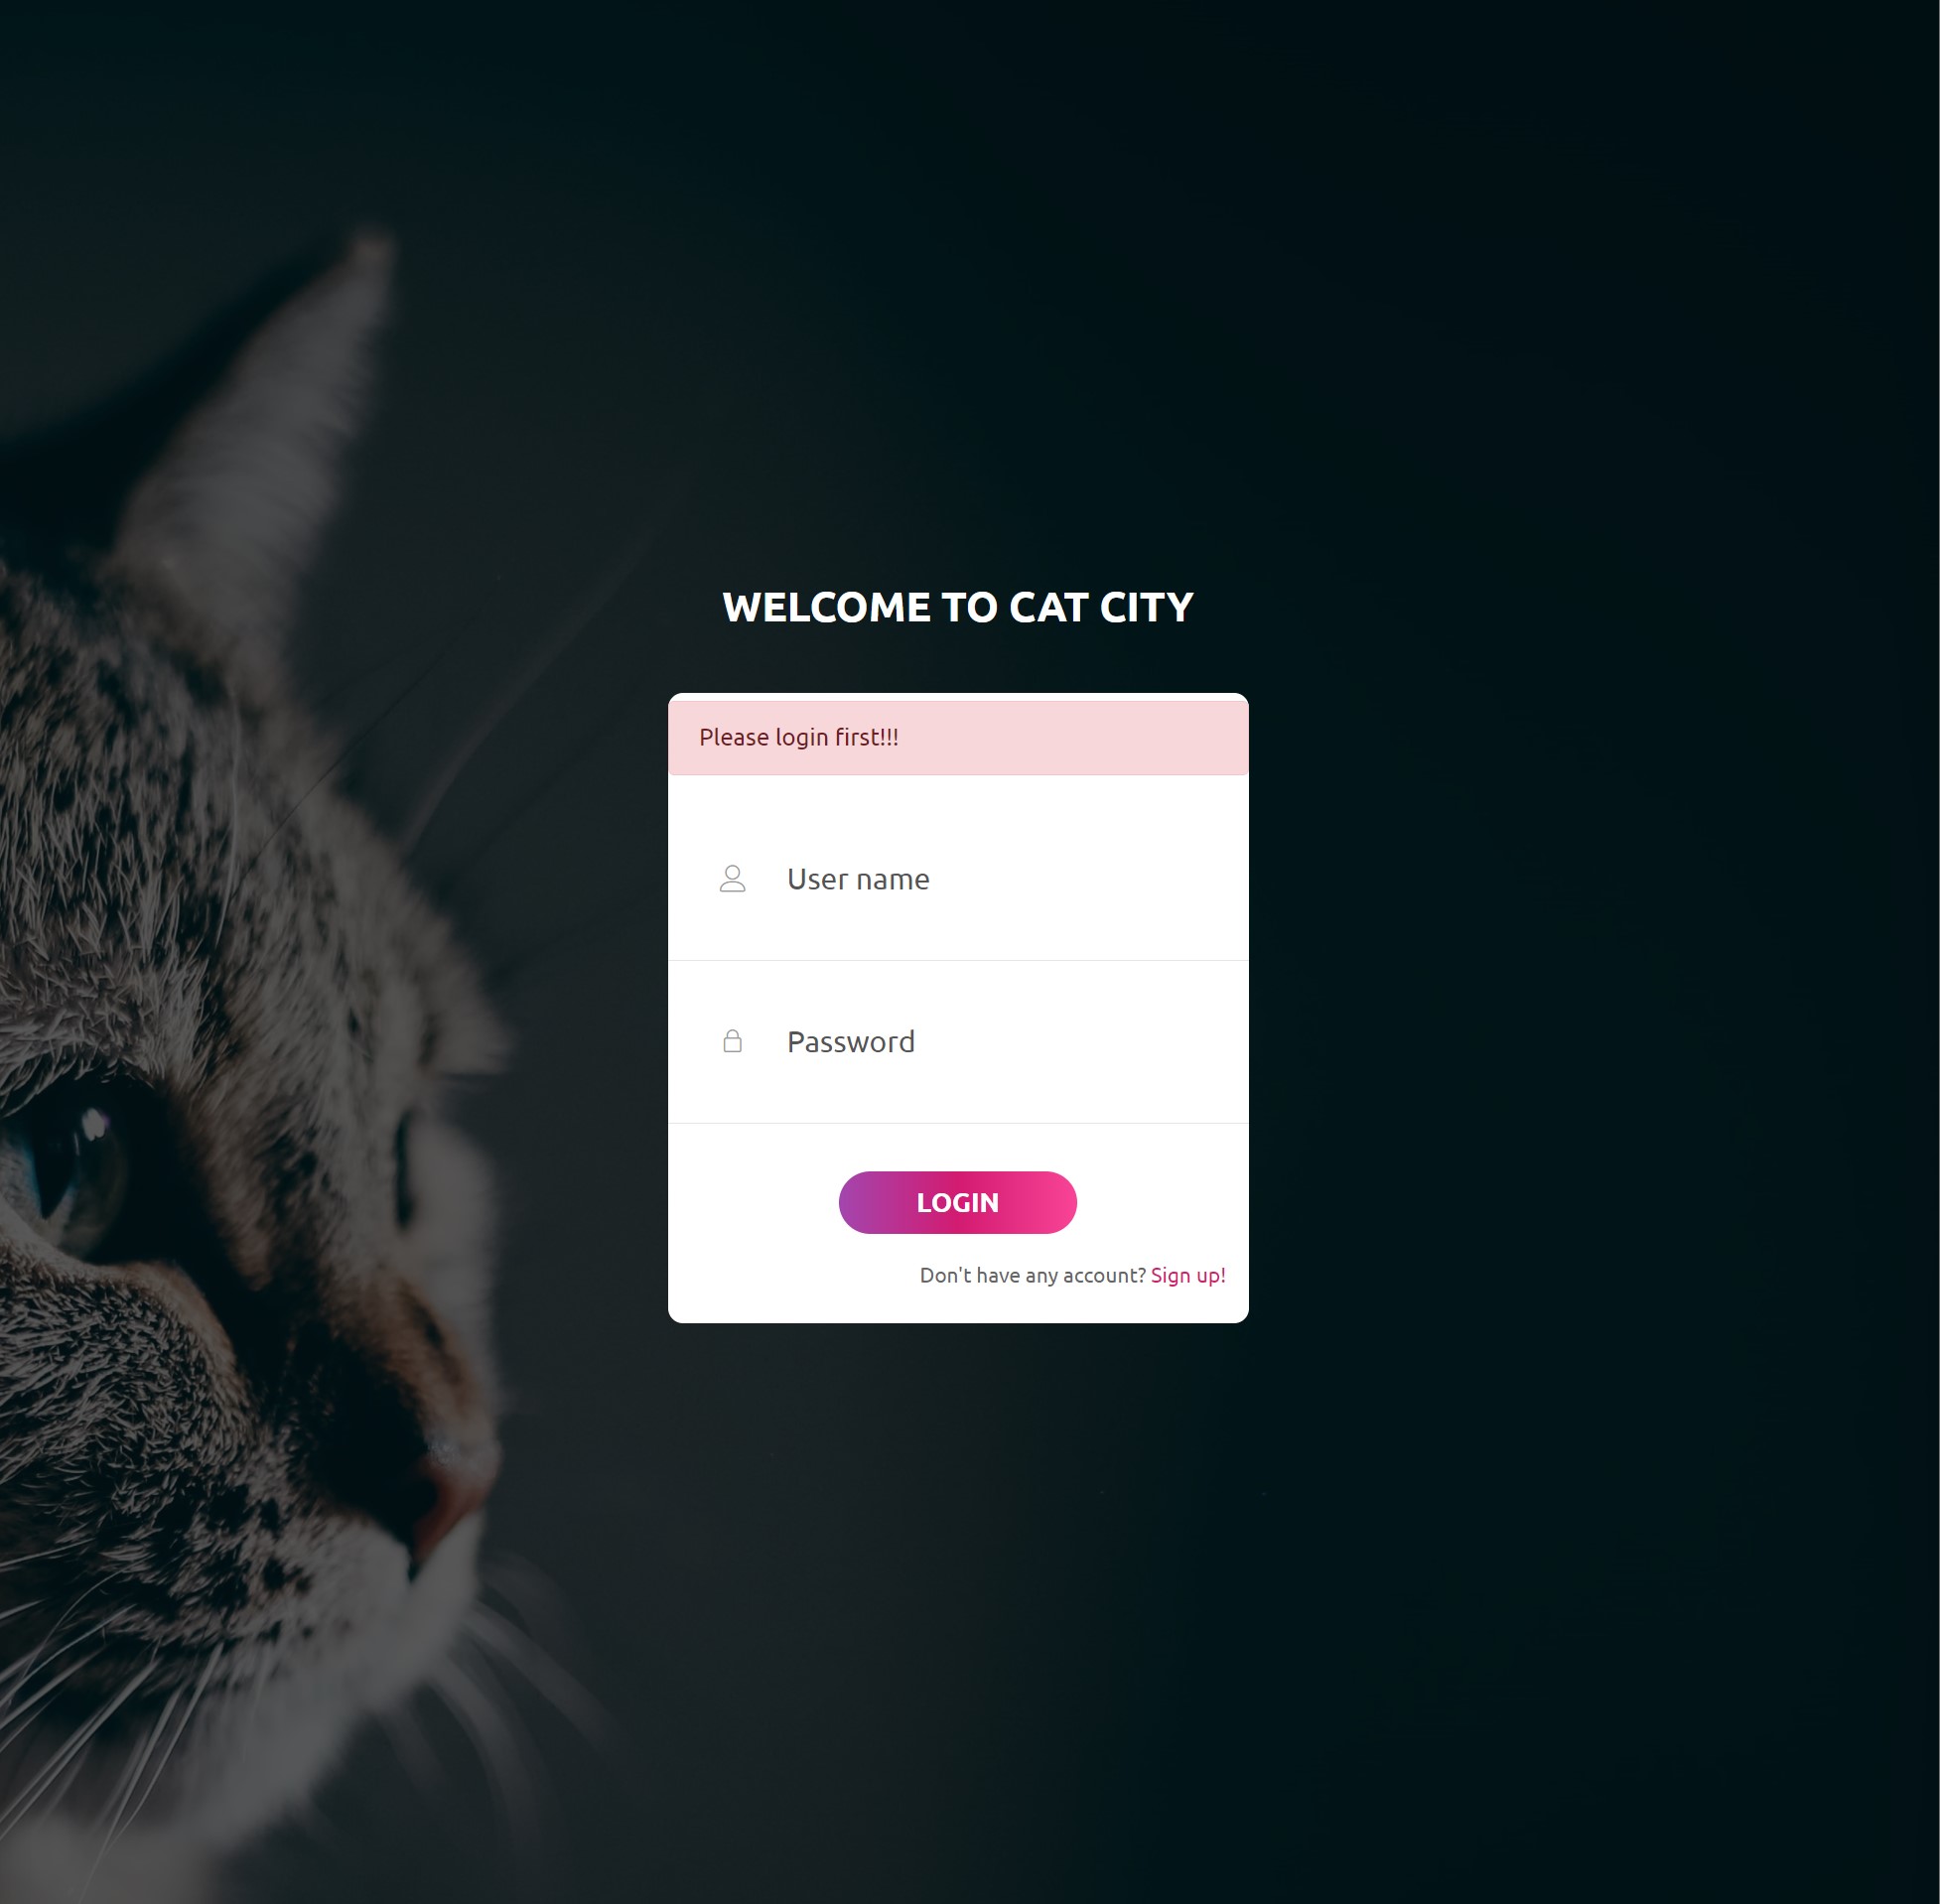 WELCOME TO CAT CITY
Please login first!!!
User name
Password
LOGIN
Don't have any account? Sign up!